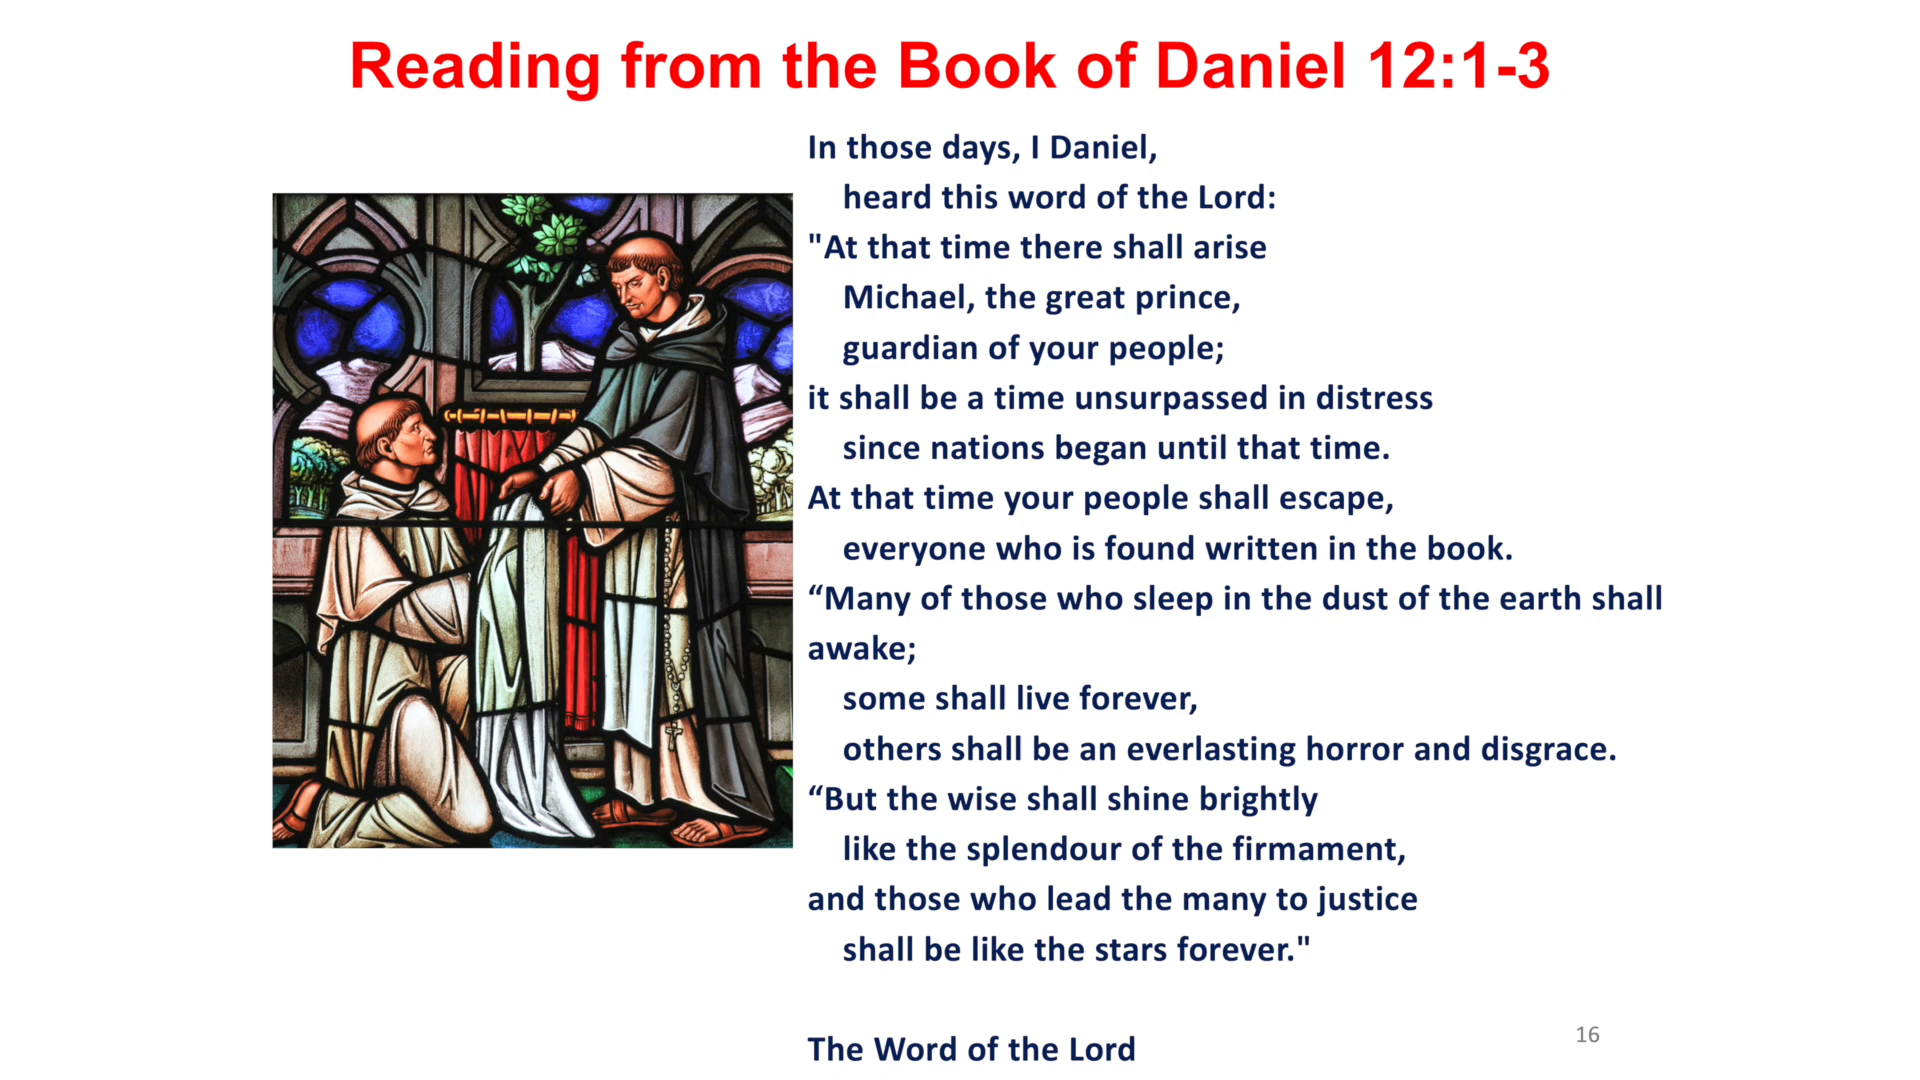 Reading from the Book of Daniel 12:1-3
In those days, I Daniel,
heard this word of the Lord:
"At that time there shall arise
Michael, the great prince,
guardian of your people;
it shall be a time unsurpassed in distress
since nations began until that time.
At that time your people shall escape,
everyone who is found written in the book.
“Many of those who sleep in the dust of the earth shall
awake;
some shall live forever,
others shall be an everlasting horror and disgrace.
“But the wise shall shine brightly
like the splendour of the firmament,
and those who lead the many to justice
shall be like the stars forever."
The Word of the Lord
16